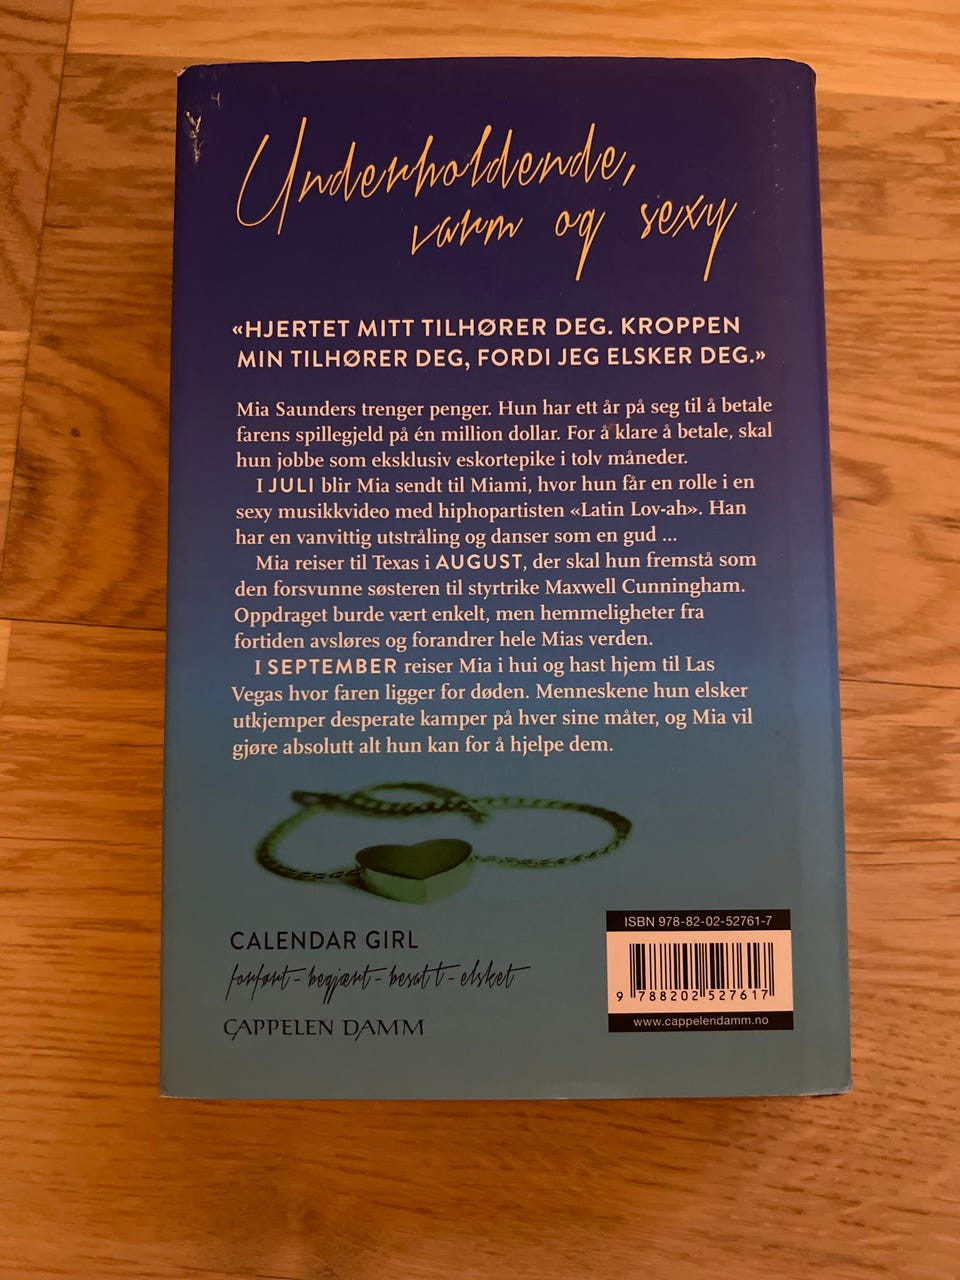 Underholdende,
varm og sexy
«HJERTET MITT TILHØRER DEG. KROPPEN
MIN TILHØRER DEG, FORDI JEG ELSKER DEG.»
Mia Saunders trenger penger. Hun har ett år på seg til å betale
farens spillegjeld på én million dollar. For å klare å betale, skal
hun jobbe som eksklusiv eskortepike i tolv måneder.
I JULI blir Mia sendt til Miami, hvor hun får en rolle i en
sexy musikkvideo med hiphopartisten «Latin Lov-ah». Han
har en vanvittig utstråling og danser som en gud ...
Mia reiser til Texas i AUGUST, der skal hun fremstå som
den forsvunne søsteren til styrtrike Maxwell Cunningham.
Oppdraget burde vært enkelt, men hemmeligheter fra
fortiden avsløres og forandrer hele Mias verden.
I SEPTEMBER reiser Mia i hui og hast hjem til Las
Vegas hvor faren ligger for døden. Menneskene hun elsker
utkjemper desperate kamper på hver sine måter, og Mia vil
gjøre absolutt alt hun kan for å hjelpe dem.
CALENDAR GIRL
forført - begjært - besatt - elsket
CAPPELEN DAMM
ISBN 978-82-02-52761-7
9 788202 527617
www.cappelendamm.no